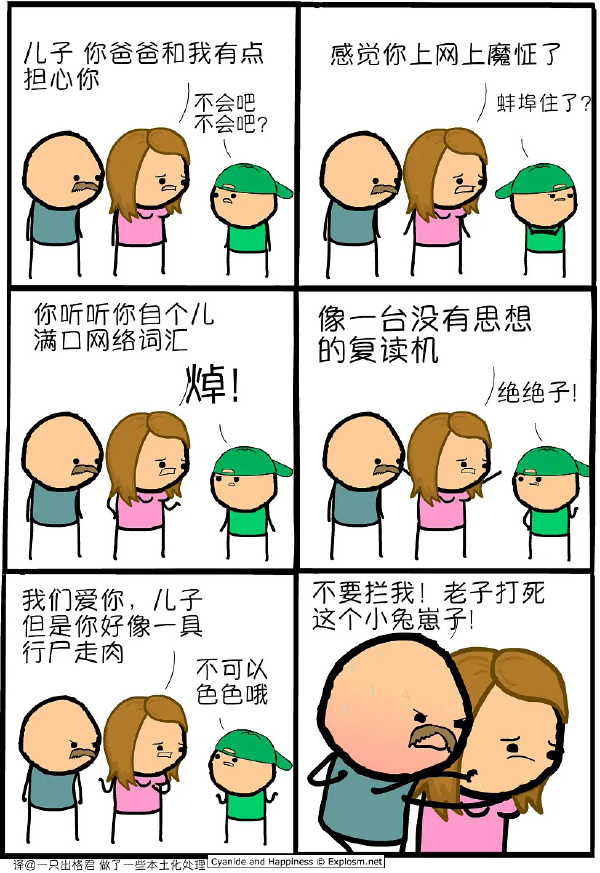 儿子 你爸爸和我有点
担心你
不会吧
不会吧?
感觉你上网上魔怔了
蚌埠住了?
你听听你自个儿
满口网络词汇
焯!
像一台没有思想
的复读机
绝绝子!
我们爱你，儿子
但是你好像一具
行尸走肉
不可以
色色哦
不要拦我！老子打死
这个小兔崽子!
译@一只出格君 做了一些本土化处理
Cyanide and Happiness © Explosm.net